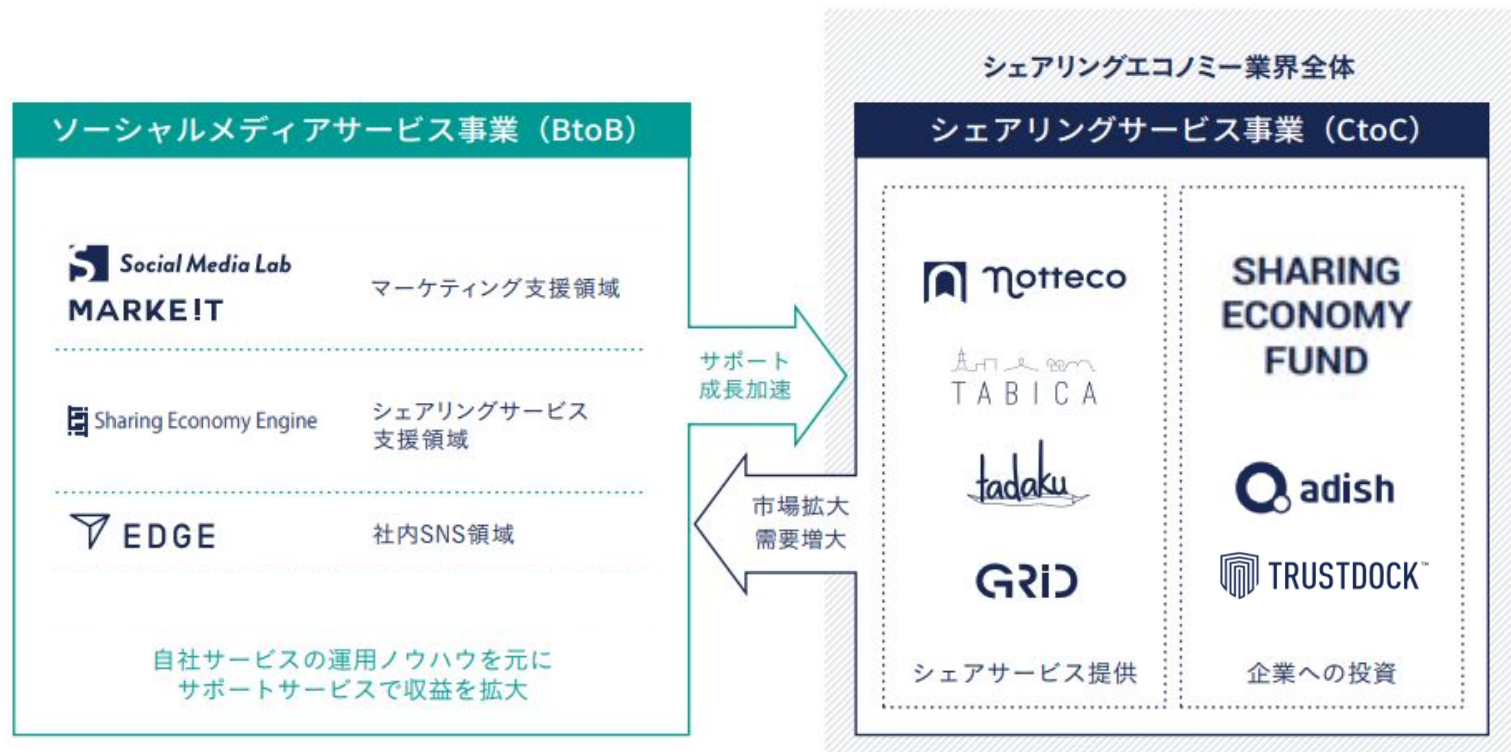 シェアリングエコノミー業界全体
ソーシャルメディアサービス事業（BtoB）
Social Media Lab
MARKE!T
マーケティング支援領域
Sharing Economy Engine
シェアリングサービス
支援領域
EDGE
社内SNS領域
自社サービスの運用ノウハウを元に
サポートサービスで収益を拡大
サポート
成長加速
市場拡大
需要増大
シェアリングサービス事業（CtoC）
notteco
TABICA
tadaku
GRiD
シェアサービス提供
SHARING
ECONOMY
FUND
adish
TRUSTDOCK™
企業への投資